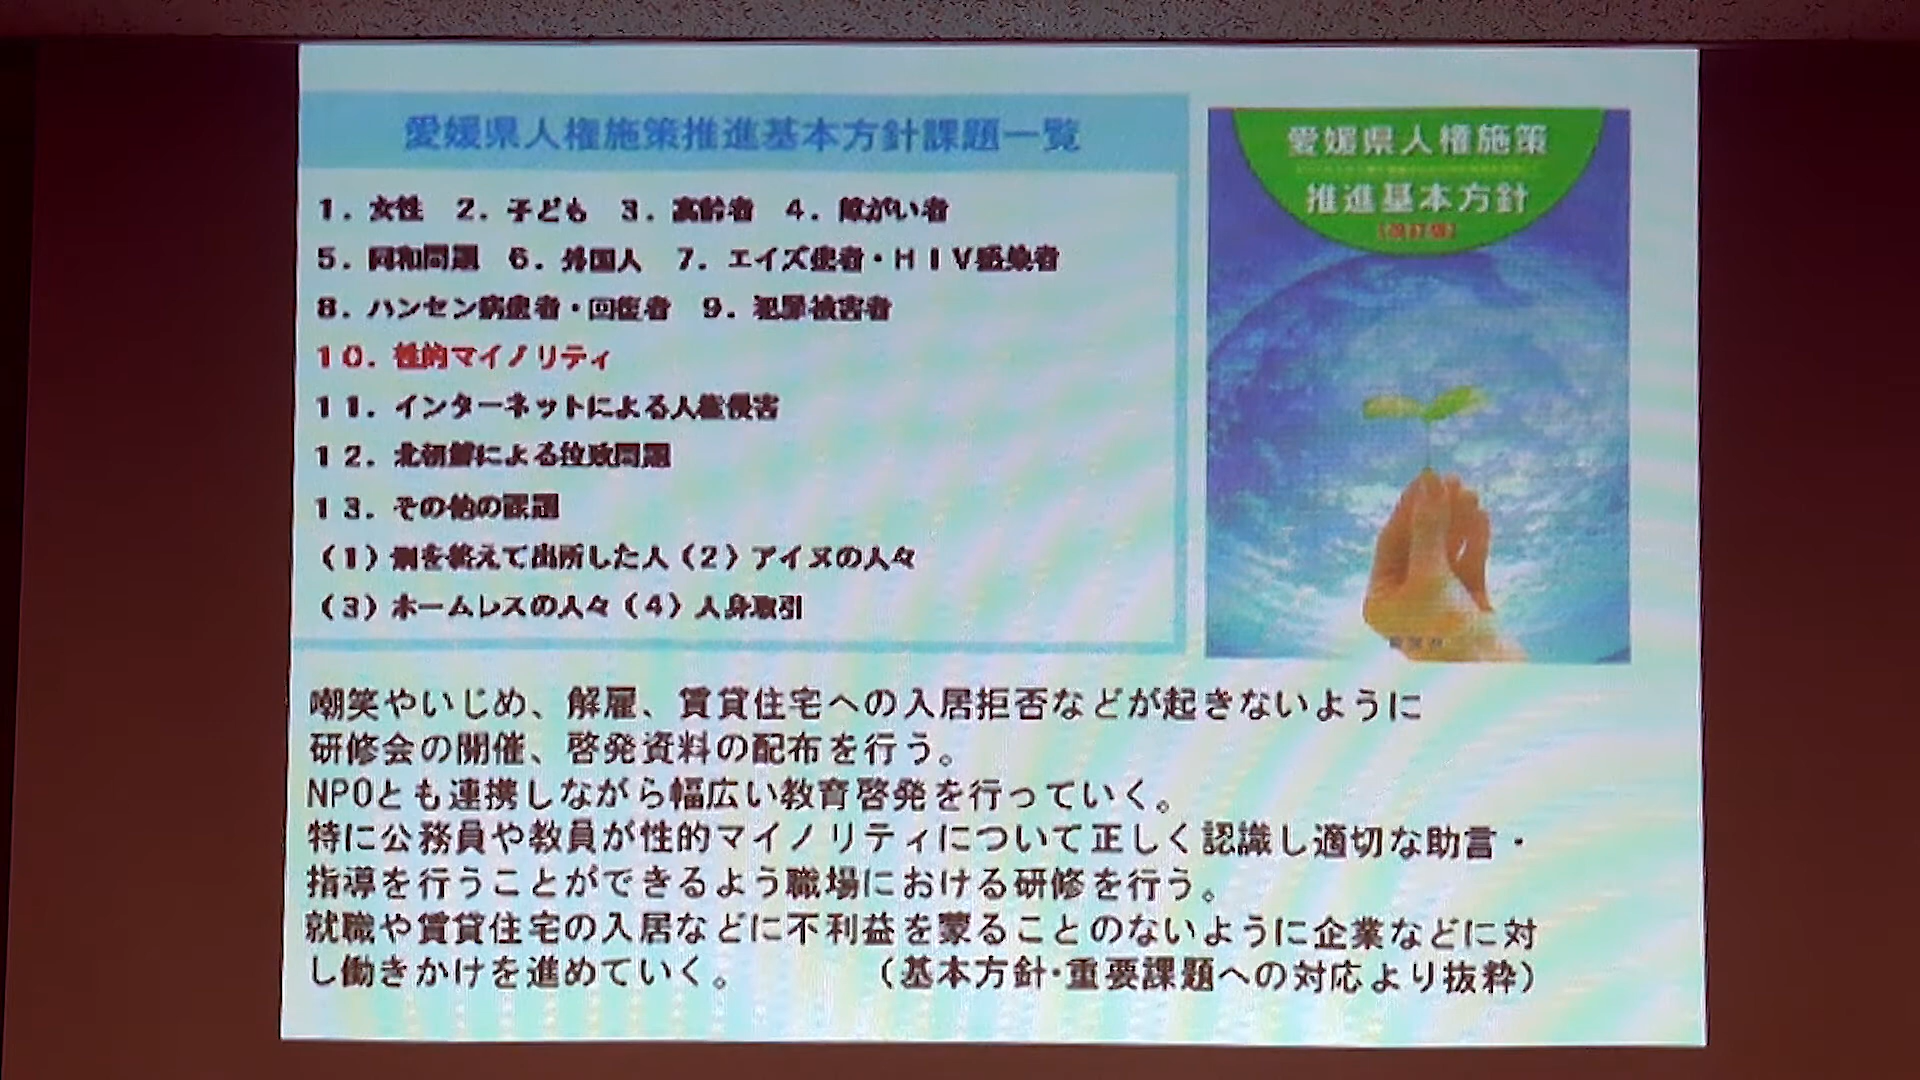 愛媛県人権施策推進基本方針課題一覧
1. 女性 2. 子ども 3. 高齢者 4. 障がい者
5. 同和問題 6. 外国人 7. エイズ患者・HIV感染者
8. ハンセン病患者・回復者 9. 犯罪被害者
10. 性的マイノリティ
11. インターネットによる人権侵害
12. 北朝鮮による拉致問題
13. その他の課題
(1) 刑を終えて出所した人 (2) アイヌの人々
(3) ホームレスの人々 (4) 人身取引
愛媛県人権施策
推進基本方針
【改訂版】
愛媛県
嘲笑やいじめ、解雇、賃貸住宅への入居拒否などが起きないように
研修会の開催、啓発資料の配布を行う。
NPOとも連携しながら幅広い教育啓発を行っていく。
特に公務員や教員が性的マイノリティについて正しく認識し適切な助言・
指導を行うことができるよう職場における研修を行う。
就職や賃貸住宅の入居などに不利益を蒙ることのないように企業などに対
し働きかけを進めていく。 (基本方針・重要課題への対応より抜粋)